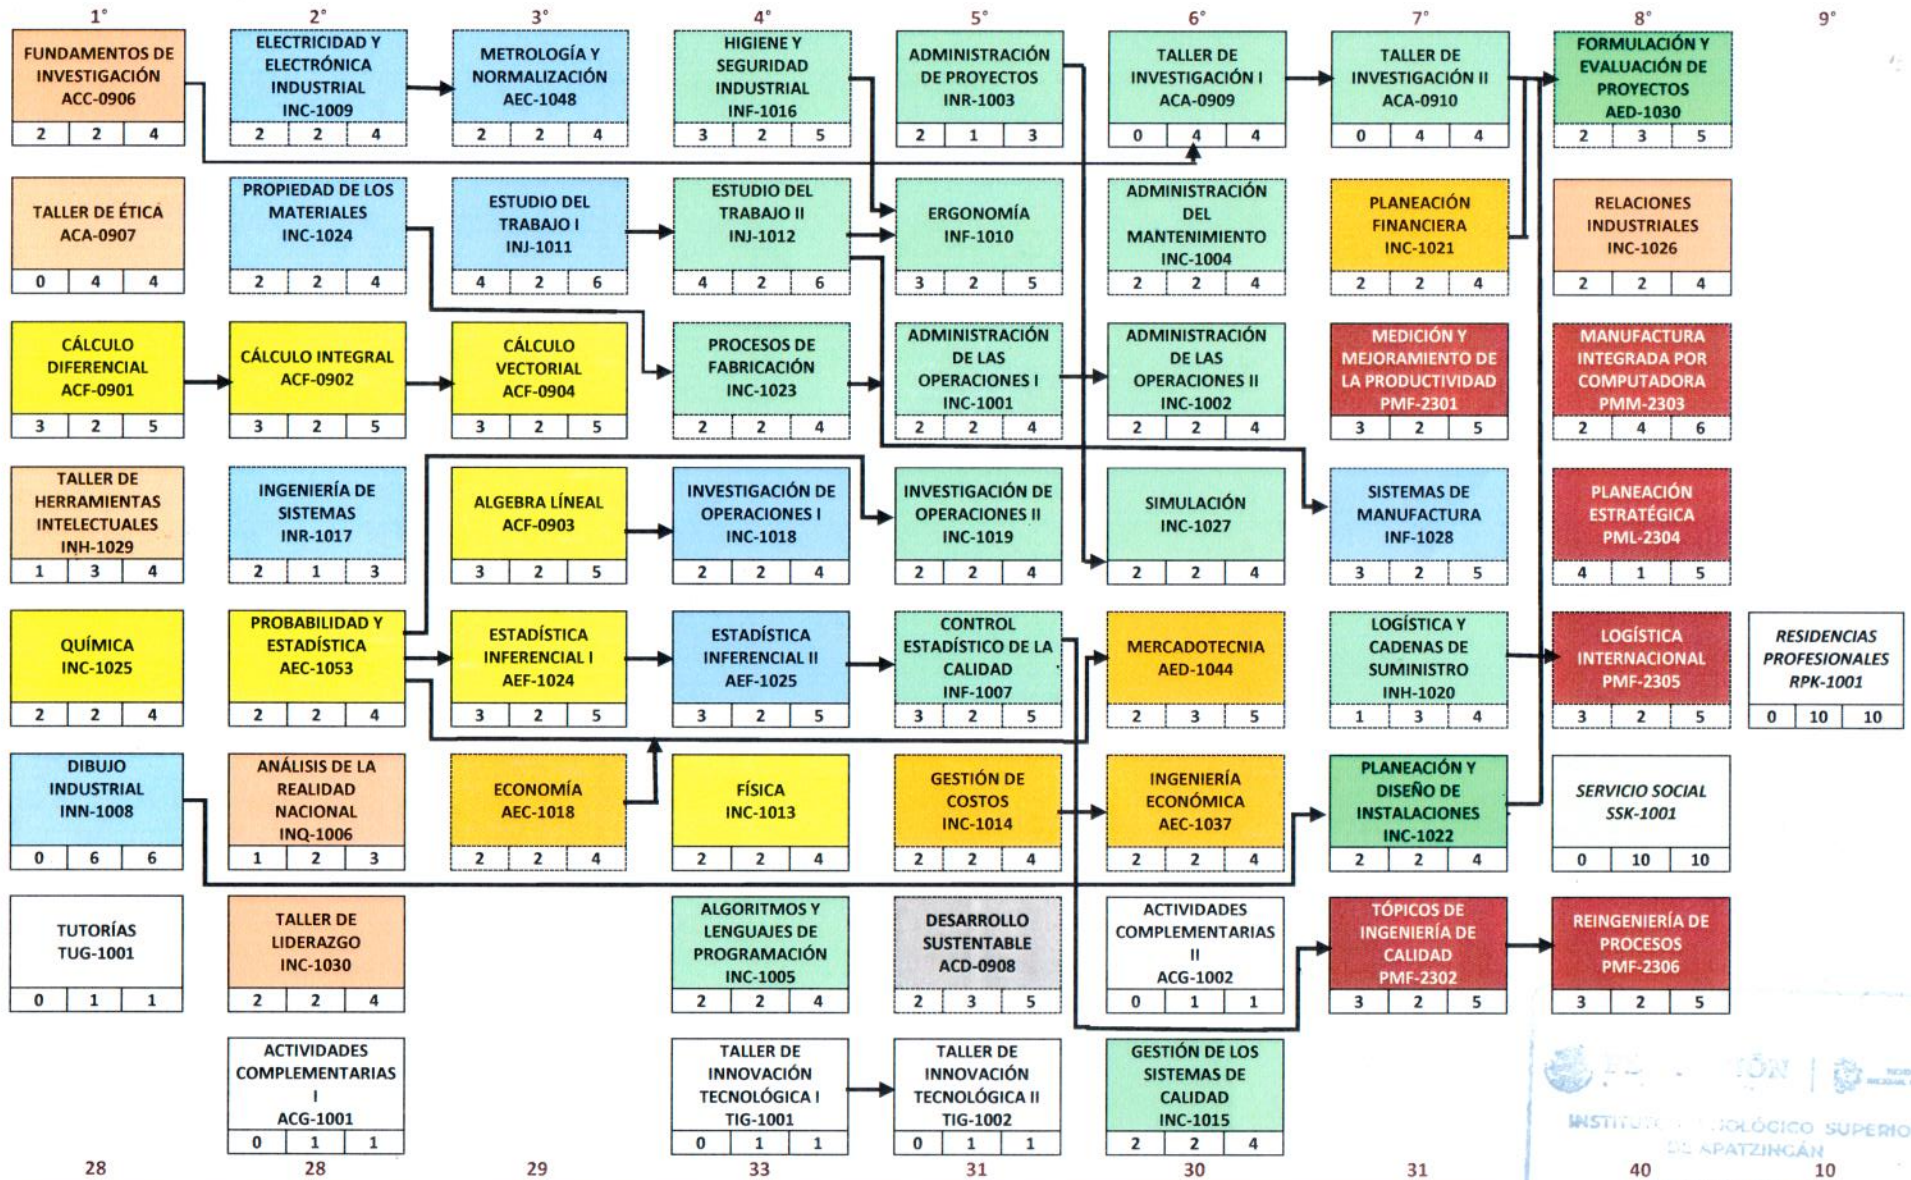 1° 2° 3° 4° 5° 6° 7° 8° 9°
FUNDAMENTOS DE
INVESTIGACIÓN
ACC-0906
2 2 4
ELECTRICIDAD Y
ELECTRÓNICA
INDUSTRIAL
INC-1009
2 2 4
METROLOGÍA Y
NORMALIZACIÓN
AEC-1048
2 2 4
HIGIENE Y
SEGURIDAD
INDUSTRIAL
INF-1016
3 2 5
ADMINISTRACIÓN
DE PROYECTOS
INR-1003
2 1 3
TALLER DE
INVESTIGACIÓN I
ACA-0909
0 4 4
TALLER DE
INVESTIGACIÓN II
ACA-0910
0 4 4
FORMULACIÓN Y
EVALUACIÓN DE
PROYECTOS
AED-1030
2 3 5
TALLER DE ÉTICA
ACA-0907
0 4 4
PROPIEDAD DE LOS
MATERIALES
INC-1024
2 2 4
ESTUDIO DEL
TRABAJO I
INJ-1011
4 2 6
ESTUDIO DEL
TRABAJO II
INJ-1012
4 2 6
ERGONOMÍA
INF-1010
3 2 5
ADMINISTRACIÓN
DEL
MANTENIMIENTO
INC-1004
2 2 4
PLANEACIÓN
FINANCIERA
INC-1021
2 2 4
RELACIONES
INDUSTRIALES
INC-1026
2 2 4
CÁLCULO
DIFERENCIAL
ACF-0901
3 2 5
CÁLCULO INTEGRAL
ACF-0902
3 2 5
CÁLCULO
VECTORIAL
ACF-0904
3 2 5
PROCESOS DE
FABRICACIÓN
INC-1023
2 2 4
ADMINISTRACIÓN
DE LAS
OPERACIONES I
INC-1001
2 2 4
ADMINISTRACIÓN
DE LAS
OPERACIONES II
INC-1002
2 2 4
MEDICIÓN Y
MEJORAMIENTO DE
LA PRODUCTIVIDAD
PMF-2301
3 2 5
MANUFACTURA
INTEGRADA POR
COMPUTADORA
PMM-2303
2 4 6
TALLER DE
HERRAMIENTAS
INTELECTUALES
INH-1029
1 3 4
INGENIERÍA DE
SISTEMAS
INR-1017
2 1 3
ALGEBRA LÍNEAL
ACF-0903
3 2 5
INVESTIGACIÓN DE
OPERACIONES I
INC-1018
2 2 4
INVESTIGACIÓN DE
OPERACIONES II
INC-1019
2 2 4
SIMULACIÓN
INC-1027
2 2 4
SISTEMAS DE
MANUFACTURA
INF-1028
3 2 5
PLANEACIÓN
ESTRATÉGICA
PML-2304
4 1 5
QUÍMICA
INC-1025
2 2 4
PROBABILIDAD Y
ESTADÍSTICA
AEC-1053
2 2 4
ESTADÍSTICA
INFERENCIAL I
AEF-1024
3 2 5
ESTADÍSTICA
INFERENCIAL II
AEF-1025
3 2 5
CONTROL
ESTADÍSTICO DE LA
CALIDAD
INF-1007
3 2 5
MERCADOTECNIA
AED-1044
2 3 5
LOGÍSTICA Y
CADENAS DE
SUMINISTRO
INH-1020
1 3 4
LOGÍSTICA
INTERNACIONAL
PMF-2305
3 2 5
RESIDENCIAS
PROFESIONALES
RPK-1001
0 10 10
DIBUJO
INDUSTRIAL
INN-1008
0 6 6
ANÁLISIS DE LA
REALIDAD
NACIONAL
INQ-1006
1 2 3
ECONOMÍA
AEC-1018
2 2 4
FÍSICA
INC-1013
2 2 4
GESTIÓN DE
COSTOS
INC-1014
2 2 4
INGENIERÍA
ECONÓMICA
AEC-1037
2 2 4
PLANEACIÓN Y
DISEÑO DE
INSTALACIONES
INC-1022
2 2 4
SERVICIO SOCIAL
SSK-1001
0 10 10
TUTORÍAS
TUG-1001
0 1 1
TALLER DE
LIDERAZGO
INC-1030
2 2 4
ALGORITMOS Y
LENGUAJES DE
PROGRAMACIÓN
INC-1005
2 2 4
DESARROLLO
SUSTENTABLE
ACD-0908
2 3 5
ACTIVIDADES
COMPLEMENTARIAS
II
ACG-1002
0 1 1
TÓPICOS DE
INGENIERÍA DE
CALIDAD
PMF-2302
3 2 5
REINGENIERÍA DE
PROCESOS
PMF-2306
3 2 5
ACTIVIDADES
COMPLEMENTARIAS
I
ACG-1001
0 1 1
TALLER DE
INNOVACIÓN
TECNOLÓGICA I
TIG-1001
0 1 1
TALLER DE
INNOVACIÓN
TECNOLÓGICA II
TIG-1002
0 1 1
GESTIÓN DE LOS
SISTEMAS DE
CALIDAD
INC-1015
2 2 4
DE APATZINGÁN
28 28 29 33 31 30 31 40 10